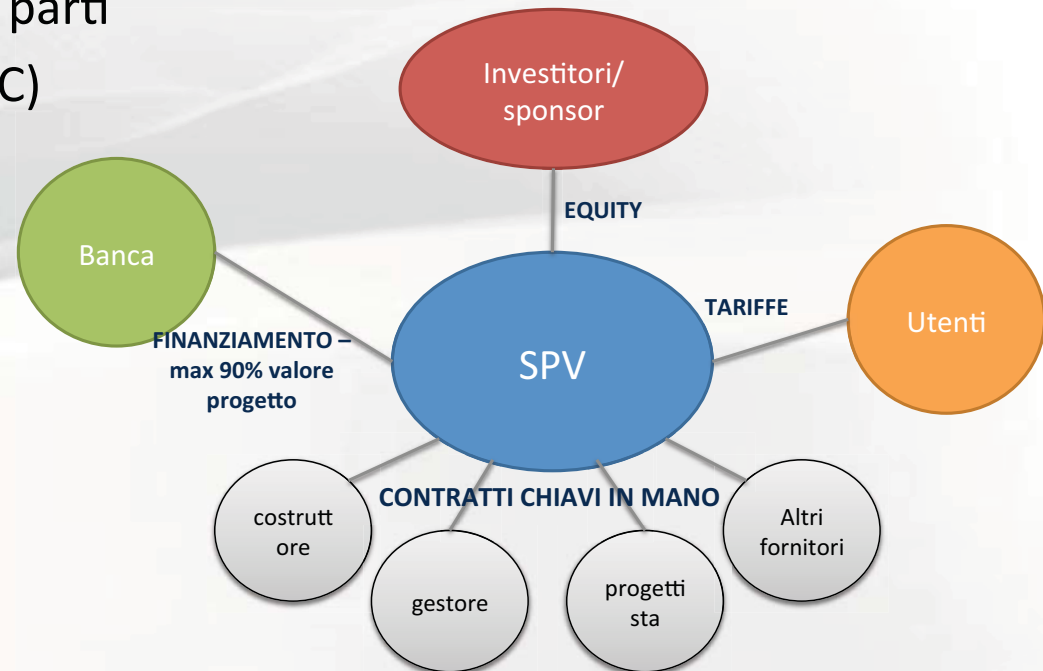 parti
C)
Investitori/
sponsor
EQUITY
Banca
TARIFFE
Utenti
FINANZIAMENTO –
max 90% valore
progetto
SPV
CONTRATTI CHIAVI IN MANO
costrutt
ore
gestore
progetti
sta
Altri
fornitori